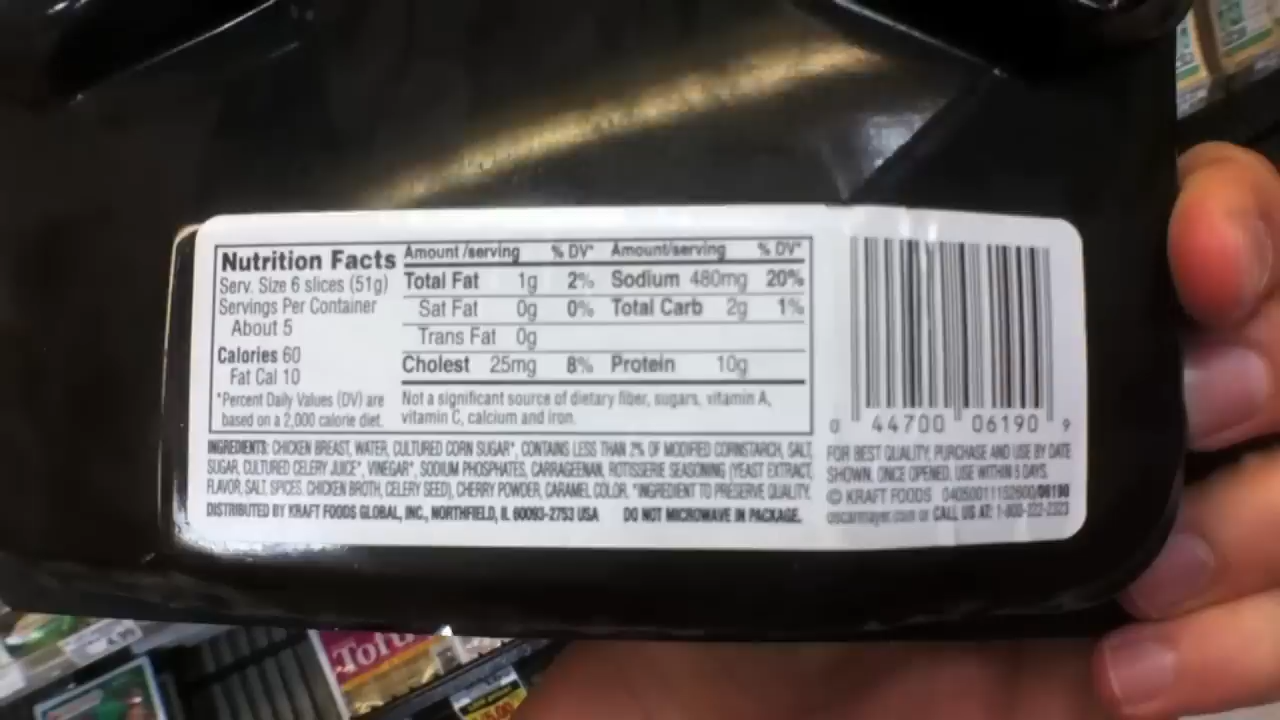 Nutrition Facts
Serv. Size 6 slices (51g)
Servings Per Container
About 5
Calories 60
Fat Cal 10
*Percent Daily Values (DV) are
based on a 2,000 calorie diet.
Amount /serving % DV* Amount/serving % DV*
Total Fat 1g 2% Sodium 480mg 20%
Sat Fat 0g 0% Total Carb 2g 1%
Trans Fat 0g
Cholest 25mg 8% Protein 10g
Not a significant source of dietary fiber, sugars, vitamin A,
vitamin C, calcium and iron.
INGREDIENTS: CHICKEN BREAST, WATER, CULTURED CORN SUGAR*, CONTAINS LESS THAN 2% OF MODIFIED CORNSTARCH, SALT,
SUGAR, CULTURED CELERY JUICE*, VINEGAR*, SODIUM PHOSPHATES, CARRAGEENAN, ROTISSERIE SEASONING (YEAST EXTRACT,
FLAVOR, SALT, SPICES, CHICKEN BROTH, CELERY SEED), CHERRY POWDER, CARAMEL COLOR. *INGREDIENT TO PRESERVE QUALITY.
DISTRIBUTED BY KRAFT FOODS GLOBAL, INC., NORTHFIELD, IL 60093-2753 USA DO NOT MICROWAVE IN PACKAGE.
0 44700 06190 9
FOR BEST QUALITY, PURCHASE AND USE BY DATE
SHOWN. ONCE OPENED, USE WITHIN 5 DAYS.
© KRAFT FOODS 04050011152600/06190
oscarmayer.com or CALL US AT: 1-800-222-2323
Tofu